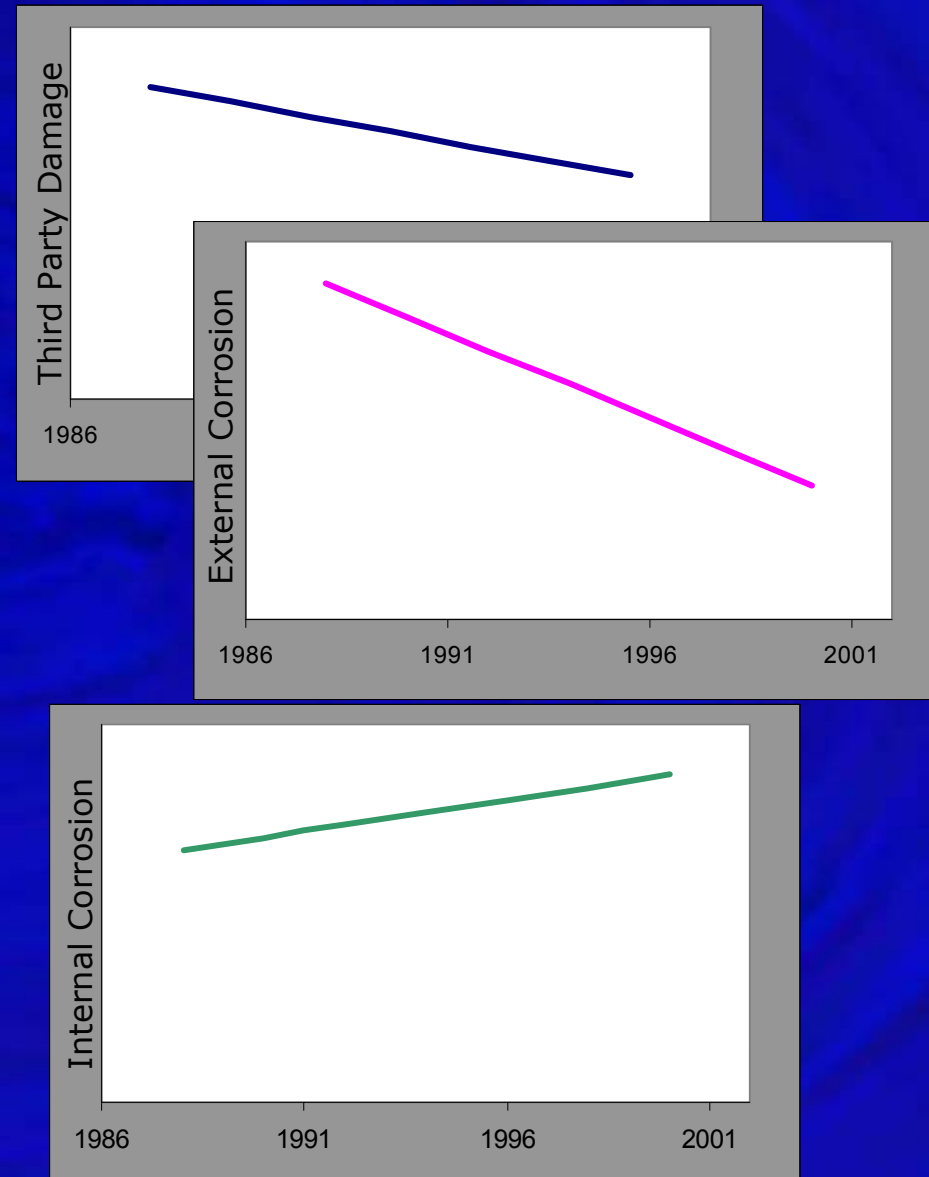 Third Party Damage
1986
External Corrosion
1986 1991 1996 2001
Internal Corrosion
1986 1991 1996 2001